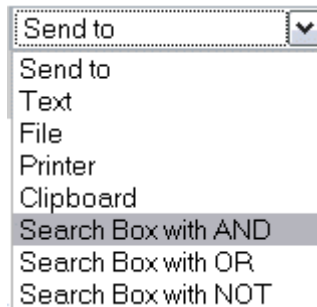 Send to
Send to
Text
File
Printer
Clipboard
Search Box with AND
Search Box with OR
Search Box with NOT